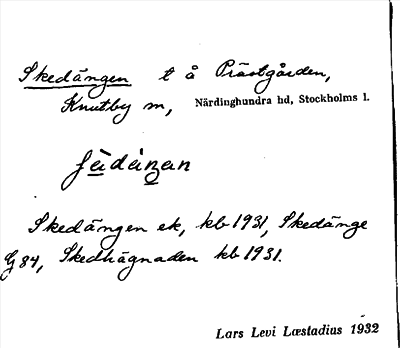 Skedängen t å Prästgården,
Knutby sn, Närdinghundra hd, Stockholms l.
Skedängen ek, kb 1931, Skedänge
G 84, Skedhägnaden kb 1931.
Lars Levi Læstadius 1932